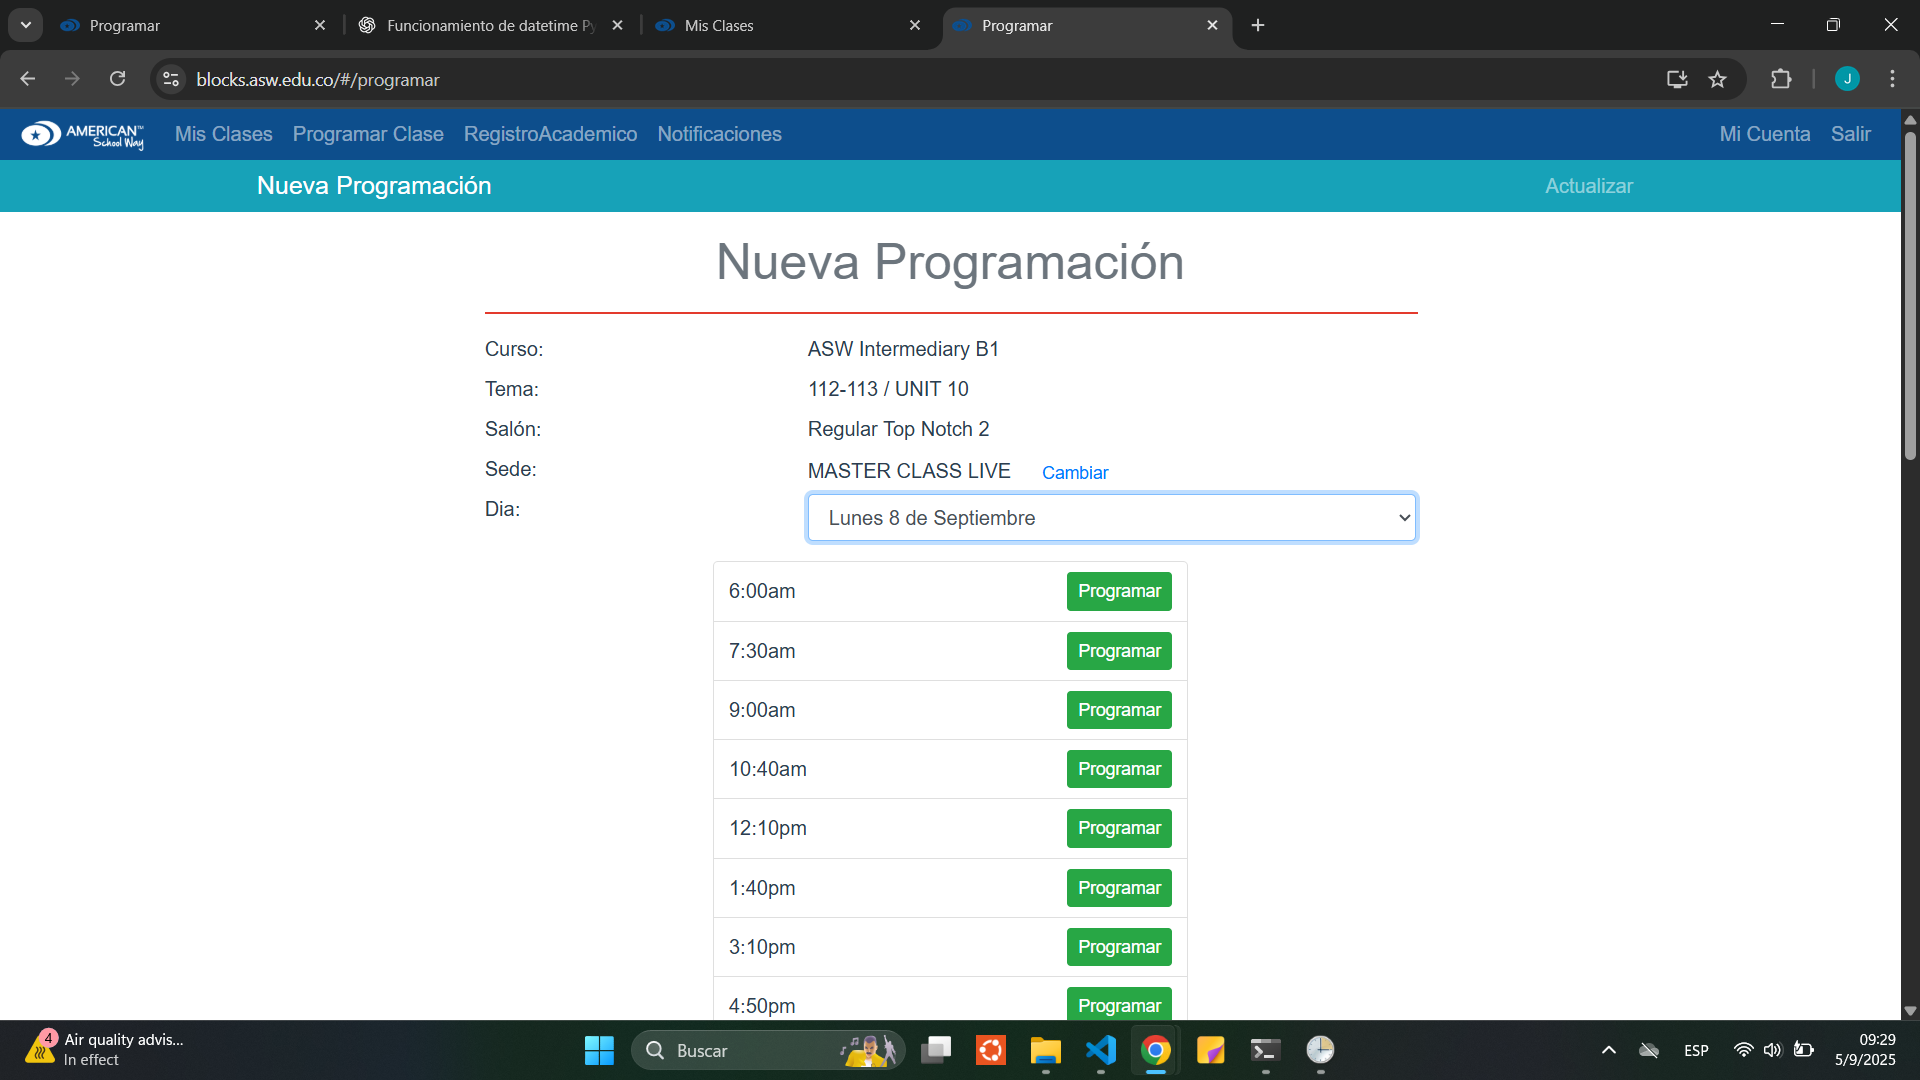 Programar
Funcionamiento de datetime Py
Mis Clases
Programar
blocks.asw.edu.co/#/programar
J
AMERICAN™
School Way
Mis Clases
Programar Clase
RegistroAcademico
Notificaciones
Mi Cuenta
Salir
Nueva Programación
Actualizar
Nueva Programación
Curso: ASW Intermediary B1
Tema: 112-113 / UNIT 10
Salón: Regular Top Notch 2
Sede: MASTER CLASS LIVE Cambiar
Dia: Lunes 8 de Septiembre
6:00am Programar
7:30am Programar
9:00am Programar
10:40am Programar
12:10pm Programar
1:40pm Programar
3:10pm Programar
4:50pm Programar
4
Air quality advis...
In effect
Buscar
ESP
09:29
5/9/2025